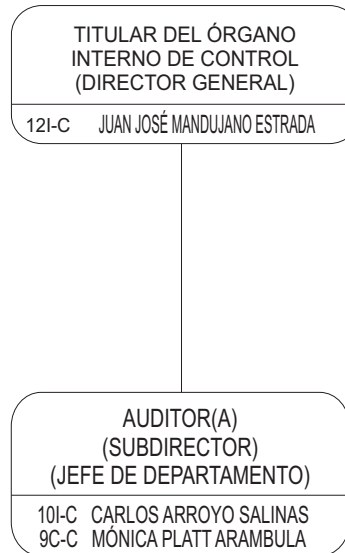 TITULAR DEL ÓRGANO
INTERNO DE CONTROL
(DIRECTOR GENERAL)
12I-C JUAN JOSÉ MANDUJANO ESTRADA
AUDITOR(A)
(SUBDIRECTOR)
(JEFE DE DEPARTAMENTO)
10I-C CARLOS ARROYO SALINAS
9C-C MÓNICA PLATT ARAMBULA